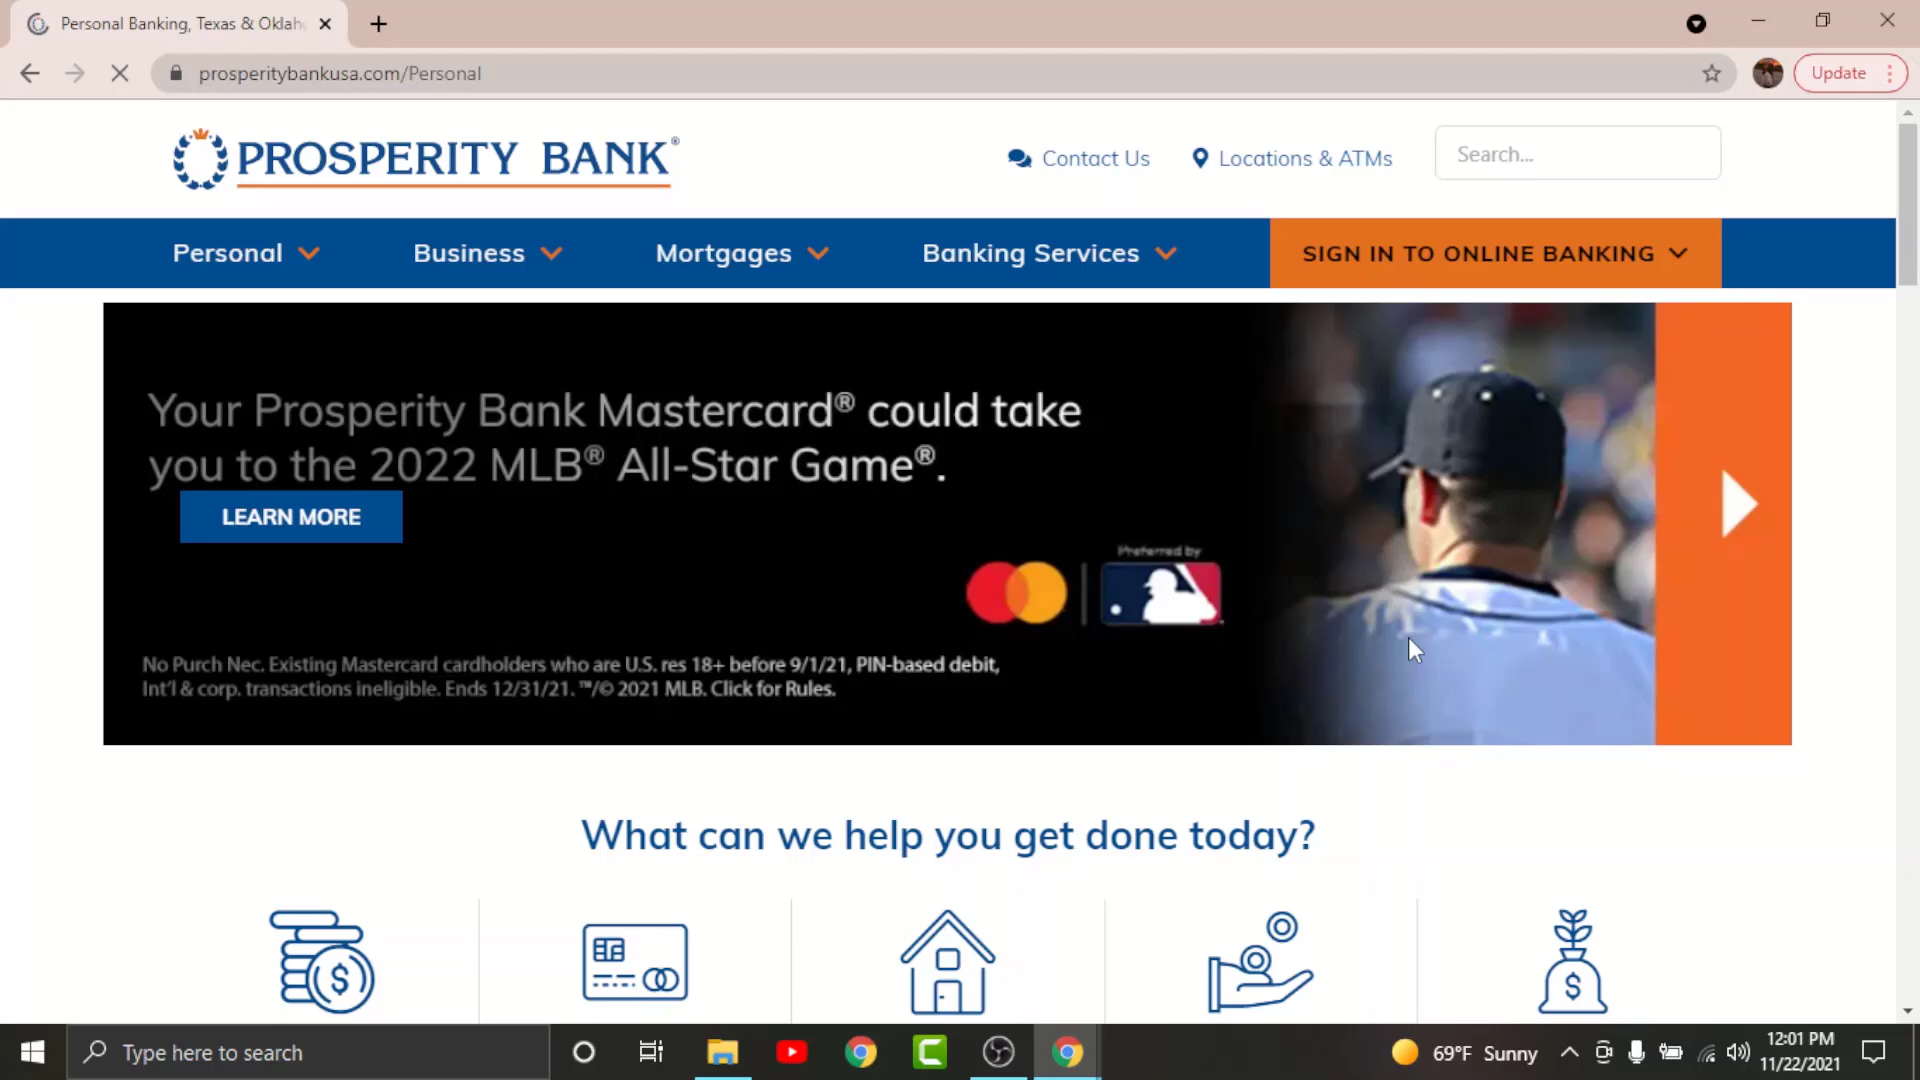 Personal Banking, Texas & Oklah
prosperitybankusa.com/Personal
Update
PROSPERITY BANK®
Contact Us
Locations & ATMs
Search...
Personal
Business
Mortgages
Banking Services
SIGN IN TO ONLINE BANKING
Your Prosperity Bank Mastercard® could take
you to the 2022 MLB® All-Star Game®.
LEARN MORE
Preferred by
No Purch Nec. Existing Mastercard cardholders who are U.S. res 18+ before 9/1/21, PIN-based debit,
Int'l & corp. transactions ineligible. Ends 12/31/21. ™/© 2021 MLB. Click for Rules.
What can we help you get done today?
Type here to search
69°F Sunny
12:01 PM
11/22/2021